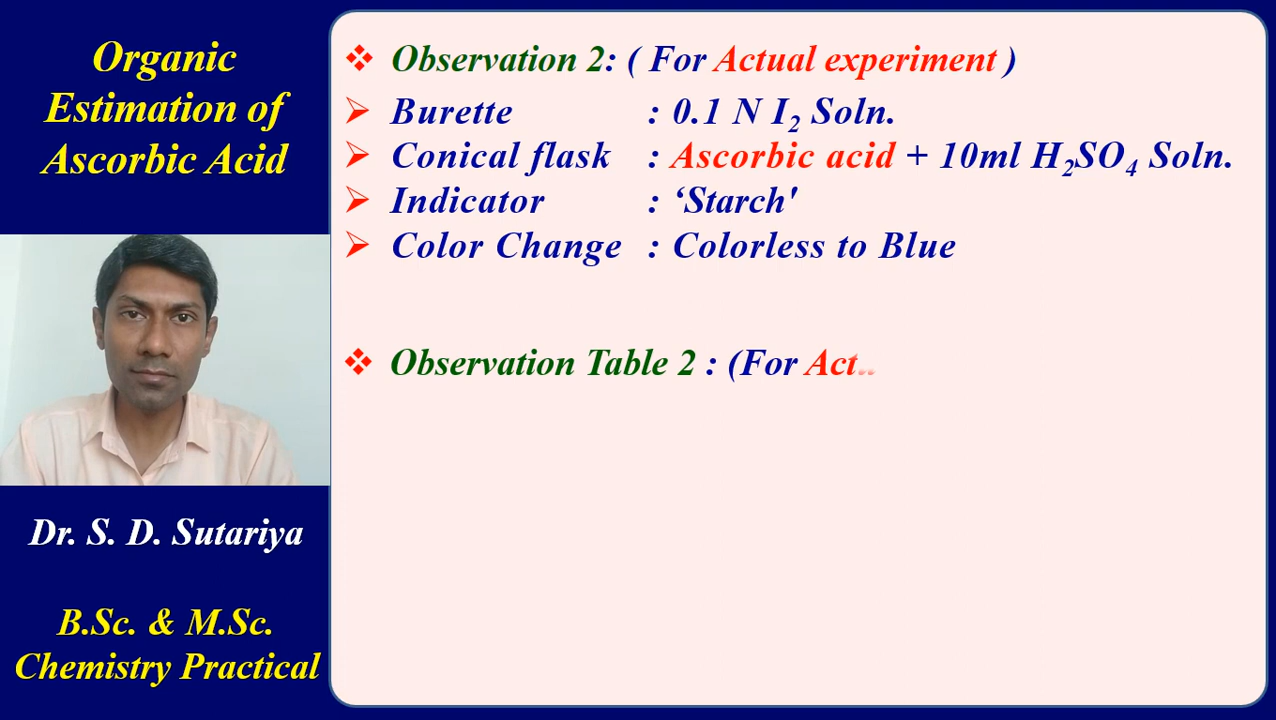 Organic
Estimation of
Ascorbic Acid
Dr. S. D. Sutariya
B.Sc. & M.Sc.
Chemistry Practical
❖ Observation 2: ( For Actual experiment )
➢ Burette : 0.1 N I₂ Soln.
➢ Conical flask : Ascorbic acid + 10ml H₂SO₄ Soln.
➢ Indicator : ‘Starch'
➢ Color Change : Colorless to Blue
❖ Observation Table 2 : (For Act..